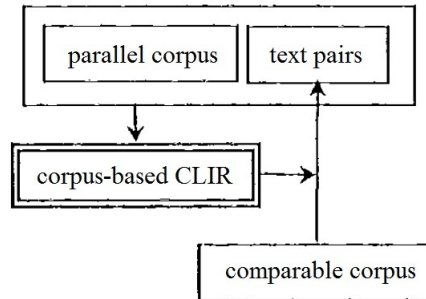 parallel corpus
text pairs
corpus-based CLIR
comparable corpus